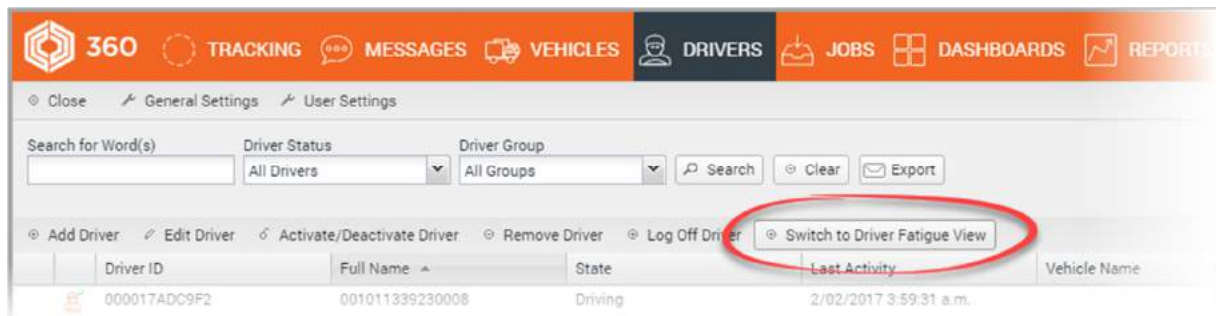 360 TRACKING MESSAGES VEHICLES DRIVERS JOBS DASHBOARDS REPORTS
Close General Settings User Settings
Search for Word(s) Driver Status Driver Group
All Drivers All Groups Search Clear Export
Add Driver Edit Driver Activate/Deactivate Driver Remove Driver Log Off Driver Switch to Driver Fatigue View
Driver ID Full Name State Last Activity Vehicle Name
000017ADC9F2 001011339230008 Driving 2/02/2017 3:59:31 a.m.